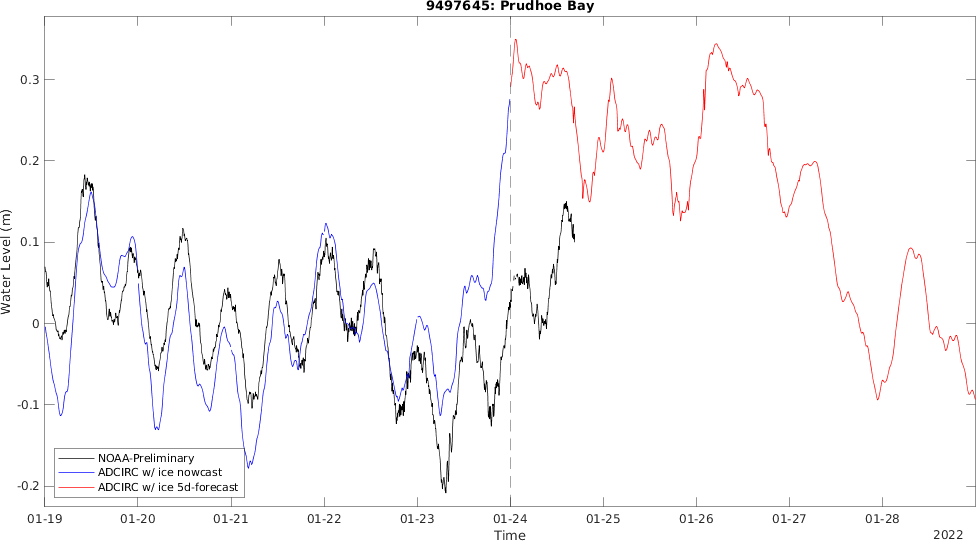 9497645: Prudhoe Bay
0.3
0.2
0.1
0
-0.1
-0.2
Water Level (m)
NOAA-Preliminary
ADCIRC w/ ice nowcast
ADCIRC w/ ice 5d-forecast
01-19 01-20 01-21 01-22 01-23 01-24 01-25 01-26 01-27 01-28
Time
2022